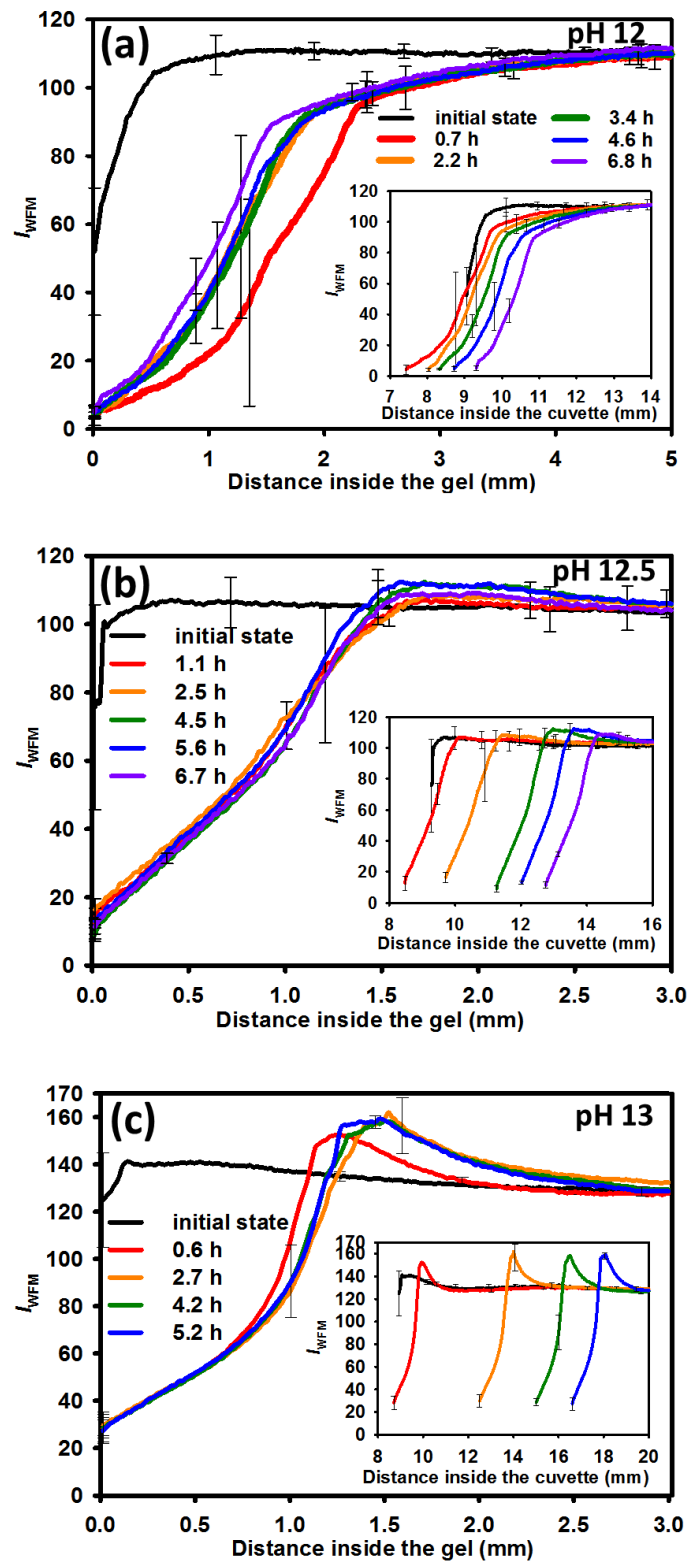 (a)
pH 12
120
100
80
60
40
20
0
I_WFM
initial state
0.7 h
2.2 h
3.4 h
4.6 h
6.8 h
120
100
80
60
40
20
0
I_WFM
7 8 9 10 11 12 13 14
Distance inside the cuvette (mm)
0 1 2 3 4 5
Distance inside the gel (mm)
(b)
pH 12.5
120
100
80
60
40
20
0
I_WFM
initial state
1.1 h
2.5 h
4.5 h
5.6 h
6.7 h
120
100
80
60
40
20
0
I_WFM
8 10 12 14 16
Distance inside the cuvette (mm)
0.0 0.5 1.0 1.5 2.0 2.5 3.0
Distance inside the gel (mm)
(c)
pH 13
170
160
140
120
100
80
60
40
20
0
I_WFM
initial state
0.6 h
2.7 h
4.2 h
5.2 h
170
160
140
120
100
80
60
40
20
0
I_WFM
8 10 12 14 16 18 20
Distance inside the cuvette (mm)
0.0 0.5 1.0 1.5 2.0 2.5 3.0
Distance inside the gel (mm)